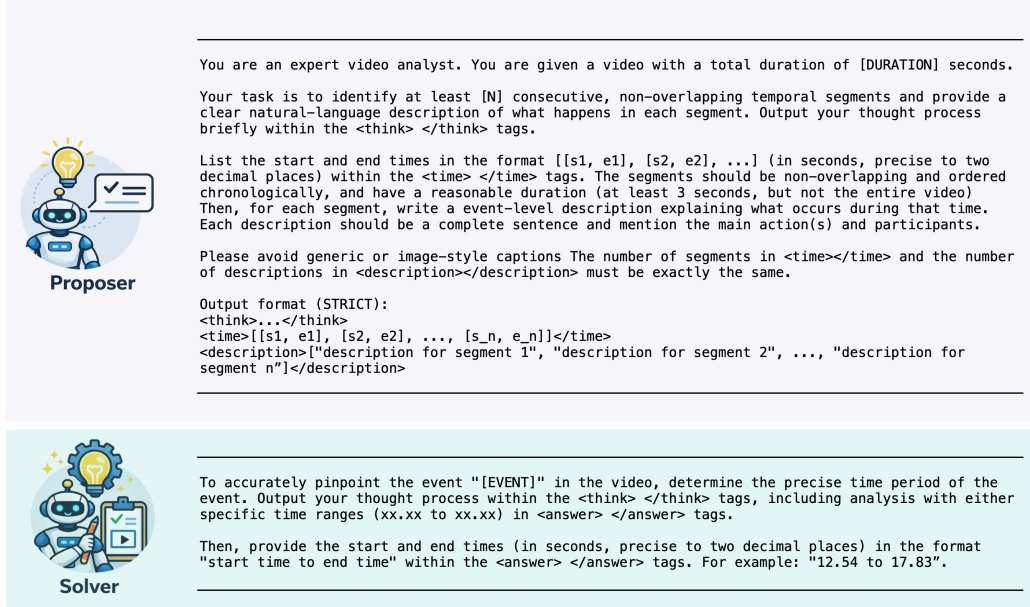 You are an expert video analyst. You are given a video with a total duration of [DURATION] seconds.
Your task is to identify at least [N] consecutive, non-overlapping temporal segments and provide a
clear natural-language description of what happens in each segment. Output your thought process
briefly within the <think> </think> tags.
List the start and end times in the format [[s1, e1], [s2, e2], ...] (in seconds, precise to two
decimal places) within the <time> </time> tags. The segments should be non-overlapping and ordered
chronologically, and have a reasonable duration (at least 3 seconds, but not the entire video)
Then, for each segment, write a event-level description explaining what occurs during that time.
Each description should be a complete sentence and mention the main action(s) and participants.
Please avoid generic or image-style captions The number of segments in <time></time> and the number
of descriptions in <description></description> must be exactly the same.
Output format (STRICT):
<think>...</think>
<time>[[s1, e1], [s2, e2], ..., [s_n, e_n]]</time>
<description>["description for segment 1", "description for segment 2", ..., "description for
segment n”]</description>
Proposer
To accurately pinpoint the event "[EVENT]" in the video, determine the precise time period of the
event. Output your thought process within the <think> </think> tags, including analysis with either
specific time ranges (xx.xx to xx.xx) in <answer> </answer> tags.
Then, provide the start and end times (in seconds, precise to two decimal places) in the format
"start time to end time" within the <answer> </answer> tags. For example: "12.54 to 17.83”.
Solver